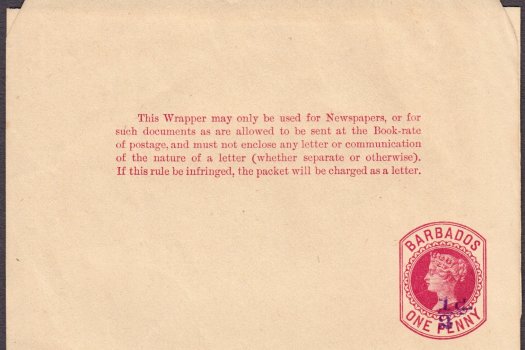 This Wrapper may only be used for Newspapers, or for
such documents as are allowed to be sent at the Book-rate
of postage, and must not enclose any letter or communication
of the nature of a letter (whether separate or otherwise).
If this rule be infringed, the packet will be charged as a letter.
BARBADOS
ONE PENNY